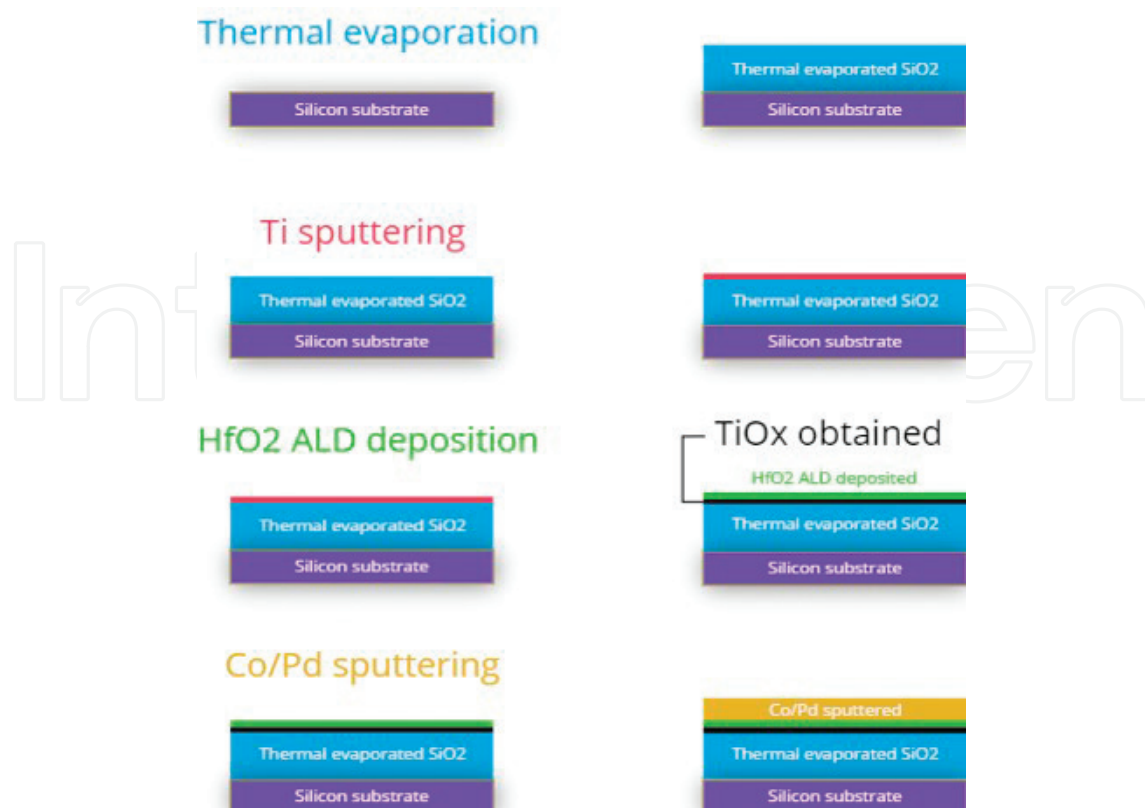 Thermal evaporation
Silicon substrate
Thermal evaporated SiO2
Silicon substrate
Ti sputtering
Thermal evaporated SiO2
Silicon substrate
Thermal evaporated SiO2
Silicon substrate
HfO2 ALD deposition
Thermal evaporated SiO2
Silicon substrate
TiOx obtained
HfO2 ALD deposited
Thermal evaporated SiO2
Silicon substrate
Co/Pd sputtering
Thermal evaporated SiO2
Silicon substrate
Co/Pd sputtered
Thermal evaporated SiO2
Silicon substrate